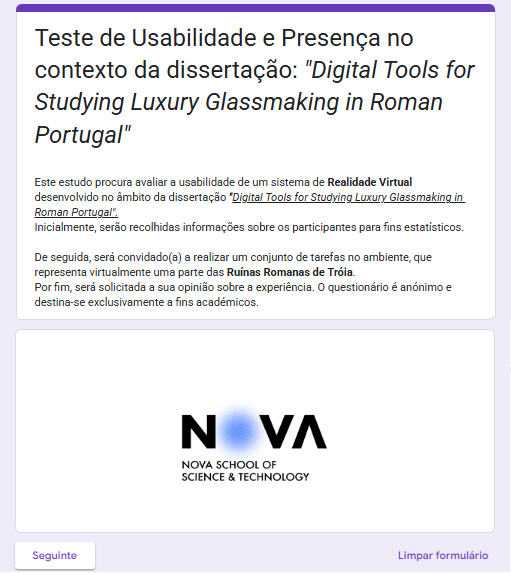 Teste de Usabilidade e Presença no
contexto da dissertação: "Digital Tools for
Studying Luxury Glassmaking in Roman
Portugal"
Este estudo procura avaliar a usabilidade de um sistema de Realidade Virtual
desenvolvido no âmbito da dissertação "Digital Tools for Studying Luxury Glassmaking in
Roman Portugal".
Inicialmente, serão recolhidas informações sobre os participantes para fins estatísticos.
De seguida, será convidado(a) a realizar um conjunto de tarefas no ambiente, que
representa virtualmente uma parte das Ruínas Romanas de Tróia.
Por fim, será solicitada a sua opinião sobre a experiência. O questionário é anónimo e
destina-se exclusivamente a fins académicos.
NOVA
NOVA SCHOOL OF
SCIENCE & TECHNOLOGY
Seguinte
Limpar formulário